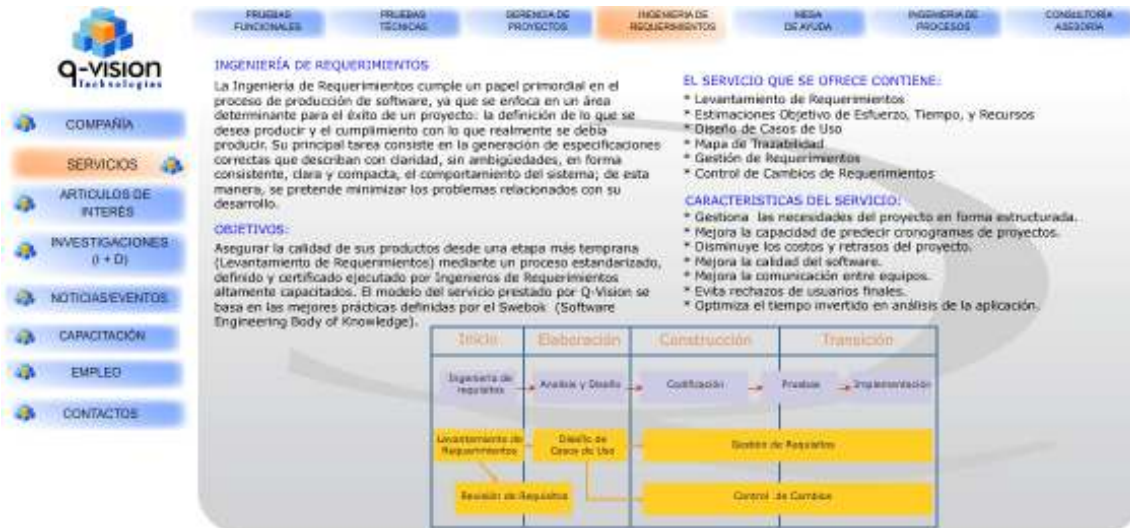 PRUEBAS
FUNCIONALES
PRUEBAS
TÉCNICAS
GERENCIA DE
PROYECTOS
INGENIERIA DE
REQUERIMIENTOS
MESA
DE AYUDA
INGENIERIA DE
PROCESOS
CONSULTORÍA
ASESORÍA
q-vision
Technologies
COMPAÑÍA
SERVICIOS
ARTICULOS DE
INTERÉS
INVESTIGACIONES
(I + D)
NOTICIAS/EVENTOS
CAPACITACIÓN
EMPLEO
CONTACTOS
INGENIERÍA DE REQUERIMIENTOS
La Ingeniería de Requerimientos cumple un papel primordial en el
proceso de producción de software, ya que se enfoca en un área
determinante para el éxito de un proyecto: la definición de lo que se
desea producir y el cumplimiento con lo que realmente se debía
producir. Su principal tarea consiste en la generación de especificaciones
correctas que describan con claridad, sin ambigüedades, en forma
consistente, clara y compacta, el comportamiento del sistema; de esta
manera, se pretende minimizar los problemas relacionados con su
desarrollo.
OBJETIVOS:
Asegurar la calidad de sus productos desde una etapa más temprana
(Levantamiento de Requerimientos) mediante un proceso estandarizado,
definido y certificado ejecutado por Ingenieros de Requerimientos
altamente capacitados. El modelo del servicio prestado por Q-Vision se
basa en las mejores prácticas definidas por el Swebok (Software
Engineering Body of Knowledge).
EL SERVICIO QUE SE OFRECE CONTIENE:
* Levantamiento de Requerimientos
* Estimaciones Objetivo de Esfuerzo, Tiempo, y Recursos
* Diseño de Casos de Uso
* Mapa de Trazabilidad
* Gestión de Requerimientos
* Control de Cambios de Requerimientos
CARACTERÍSTICAS DEL SERVICIO:
* Gestiona las necesidades del proyecto en forma estructurada.
* Mejora la capacidad de predecir cronogramas de proyectos.
* Disminuye los costos y retrasos del proyecto.
* Mejora la calidad del software.
* Mejora la comunicación entre equipos.
* Evita rechazos de usuarios finales.
* Optimiza el tiempo invertido en análisis de la aplicación.
Inicio
Elaboración
Construcción
Transición
Ingeniería de
requisitos
Análisis y Diseño
Codificación
Pruebas
Implementación
Levantamiento de
Requerimientos
Diseño de
Casos de Uso
Gestión de Requisitos
Revisión de Requisitos
Control de Cambios